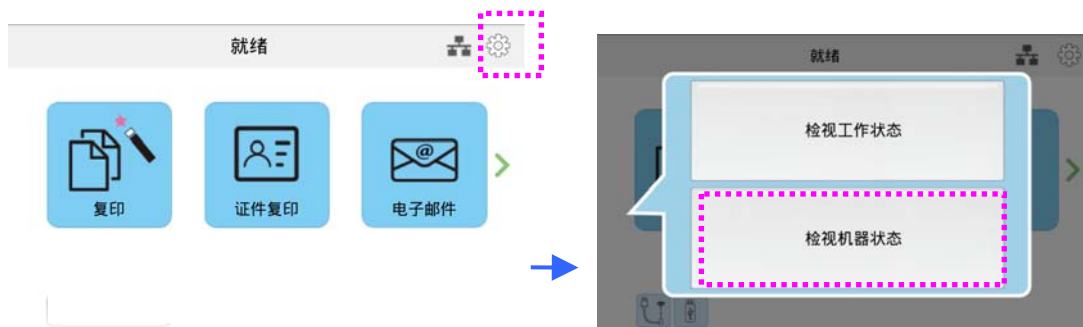 就绪
复印
@
证件复印
电子邮件
就绪
检视工作状态
检视机器状态